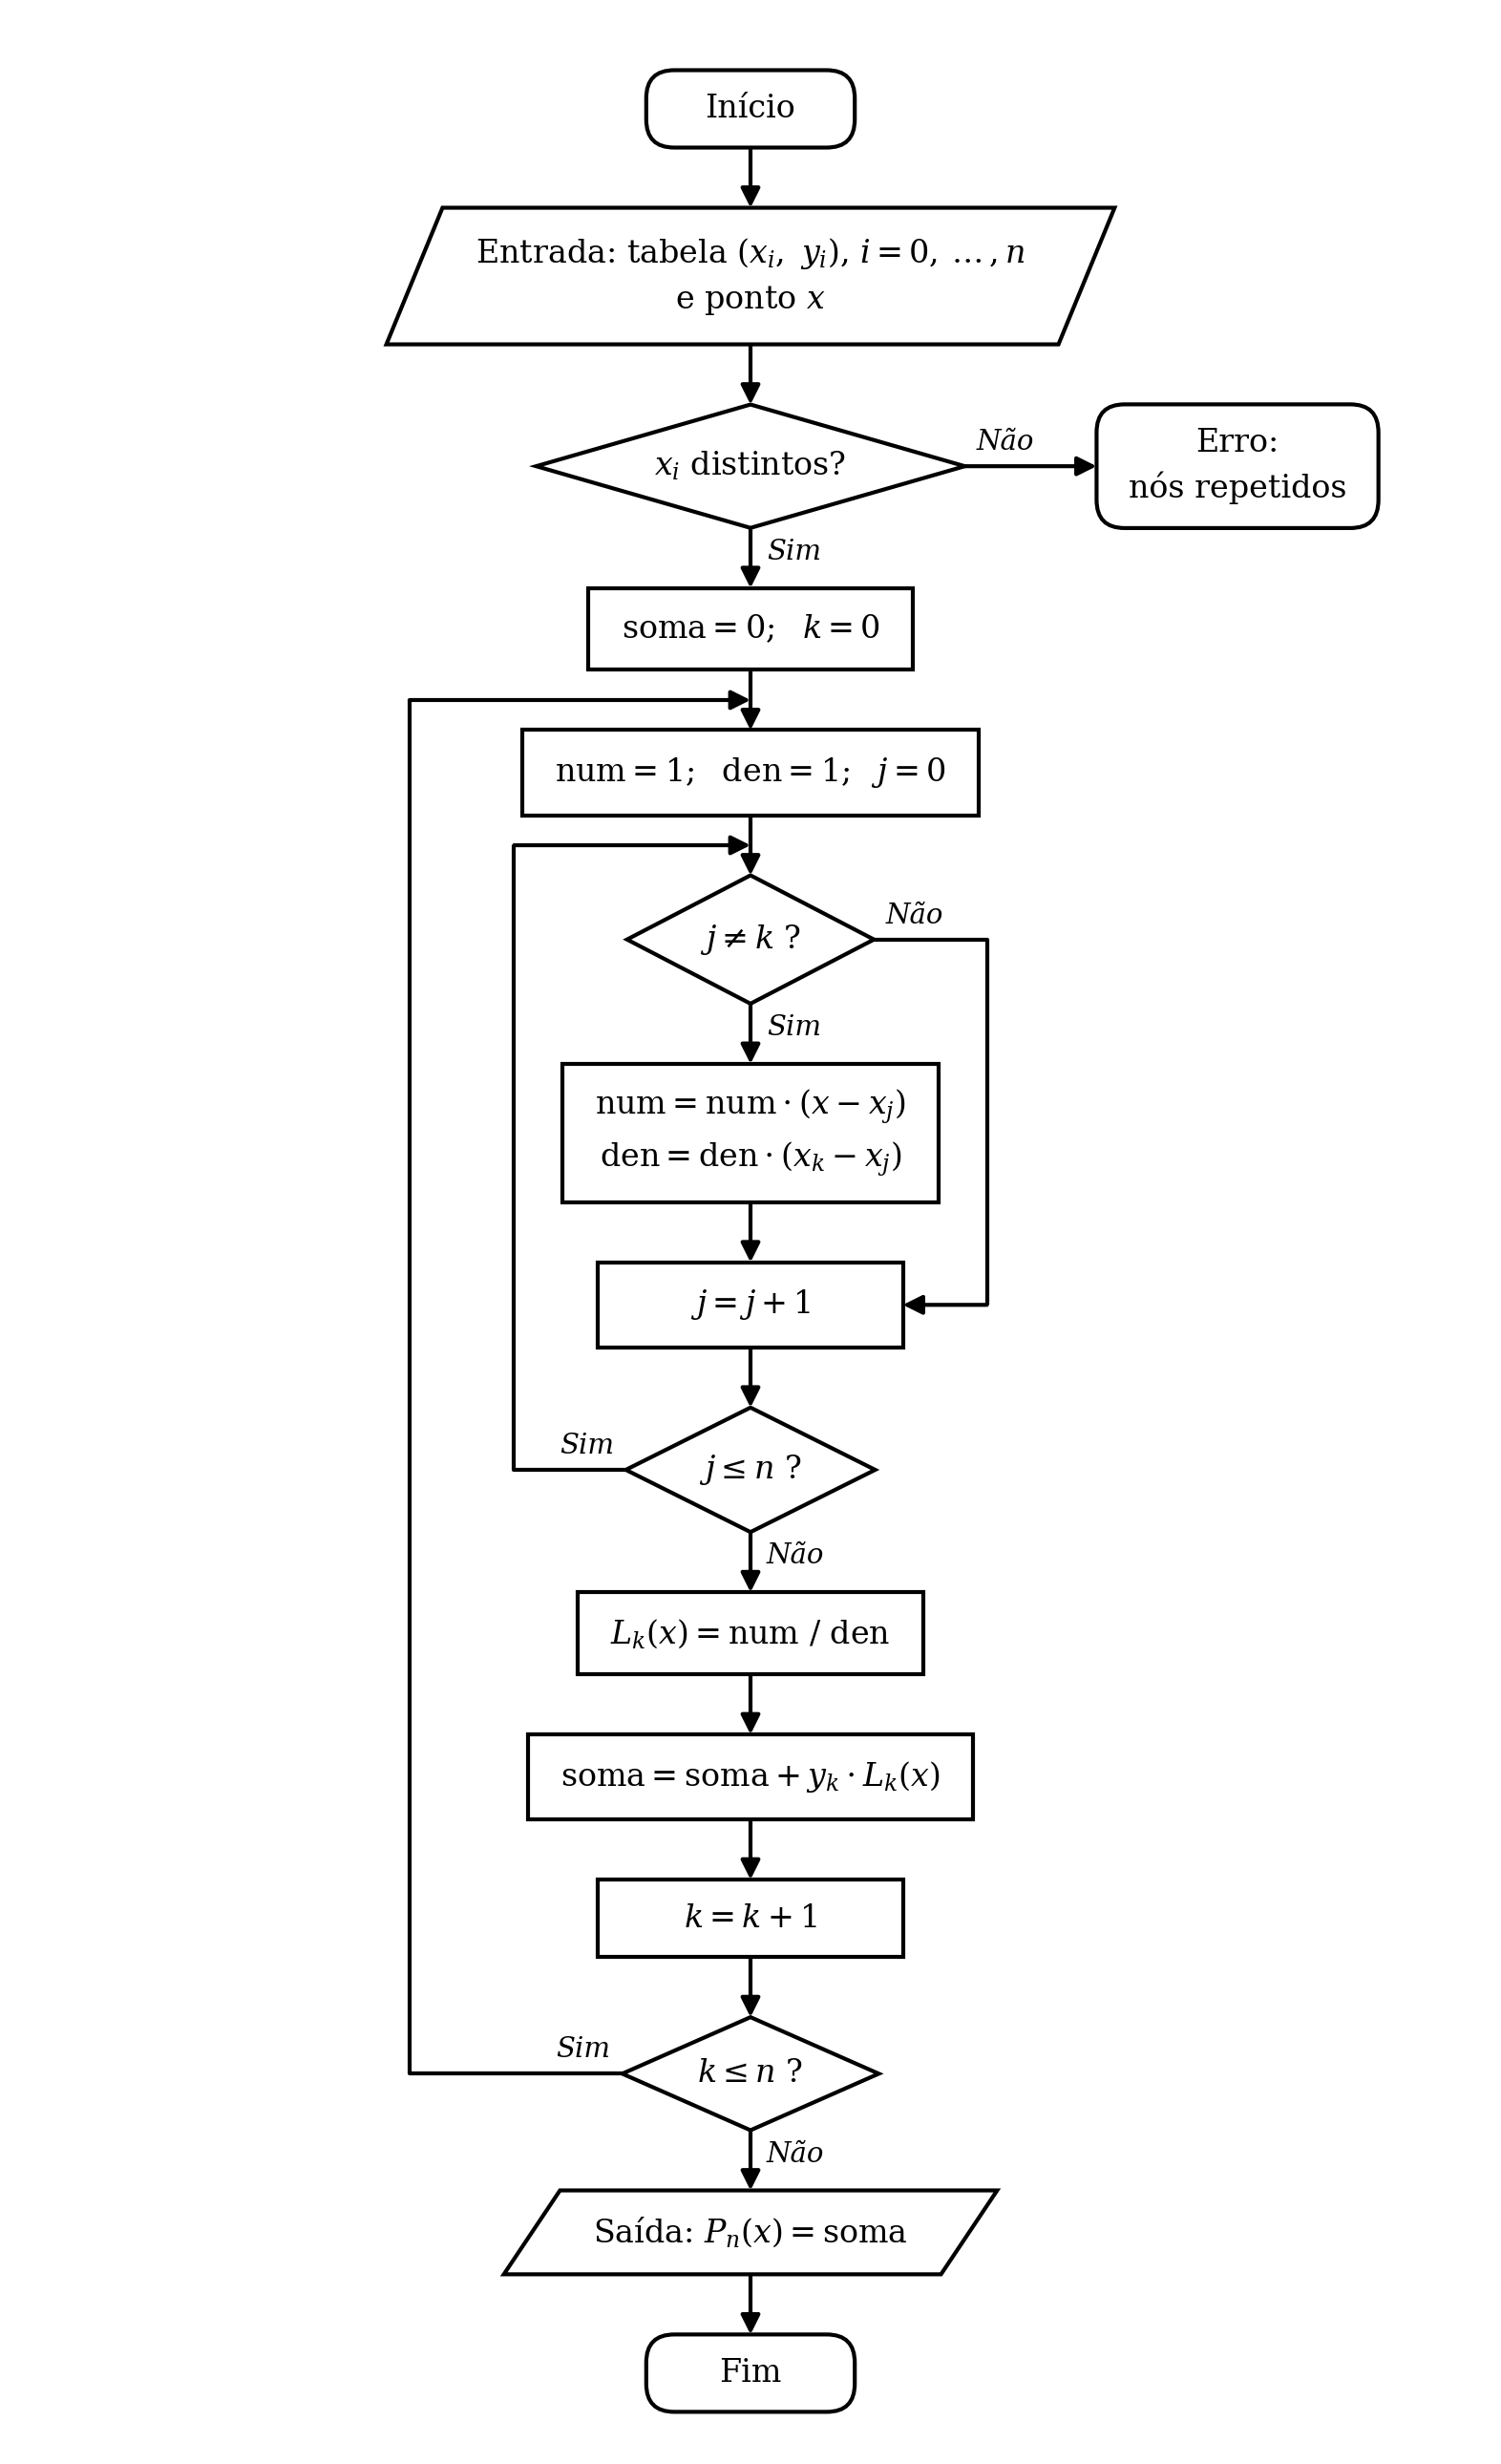 Início
Entrada: tabela (xᵢ, yᵢ), i = 0, …, n
e ponto x
xᵢ distintos?
Não
Erro:
nós repetidos
Sim
soma = 0; k = 0
num = 1; den = 1; j = 0
j ≠ k ?
Não
Sim
num = num · (x − xⱼ)
den = den · (xₖ − xⱼ)
j = j + 1
Sim
j ≤ n ?
Não
Lₖ(x) = num / den
soma = soma + yₖ · Lₖ(x)
k = k + 1
Sim
k ≤ n ?
Não
Saída: Pₙ(x) = soma
Fim